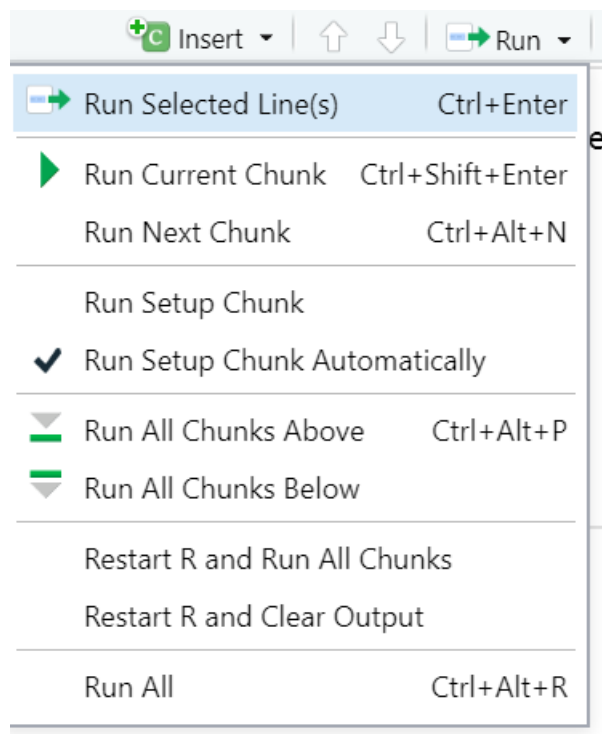 C Insert Run
Run Selected Line(s) Ctrl+Enter
e
Run Current Chunk Ctrl+Shift+Enter
Run Next Chunk Ctrl+Alt+N
Run Setup Chunk
Run Setup Chunk Automatically
Run All Chunks Above Ctrl+Alt+P
Run All Chunks Below
Restart R and Run All Chunks
Restart R and Clear Output
Run All Ctrl+Alt+R